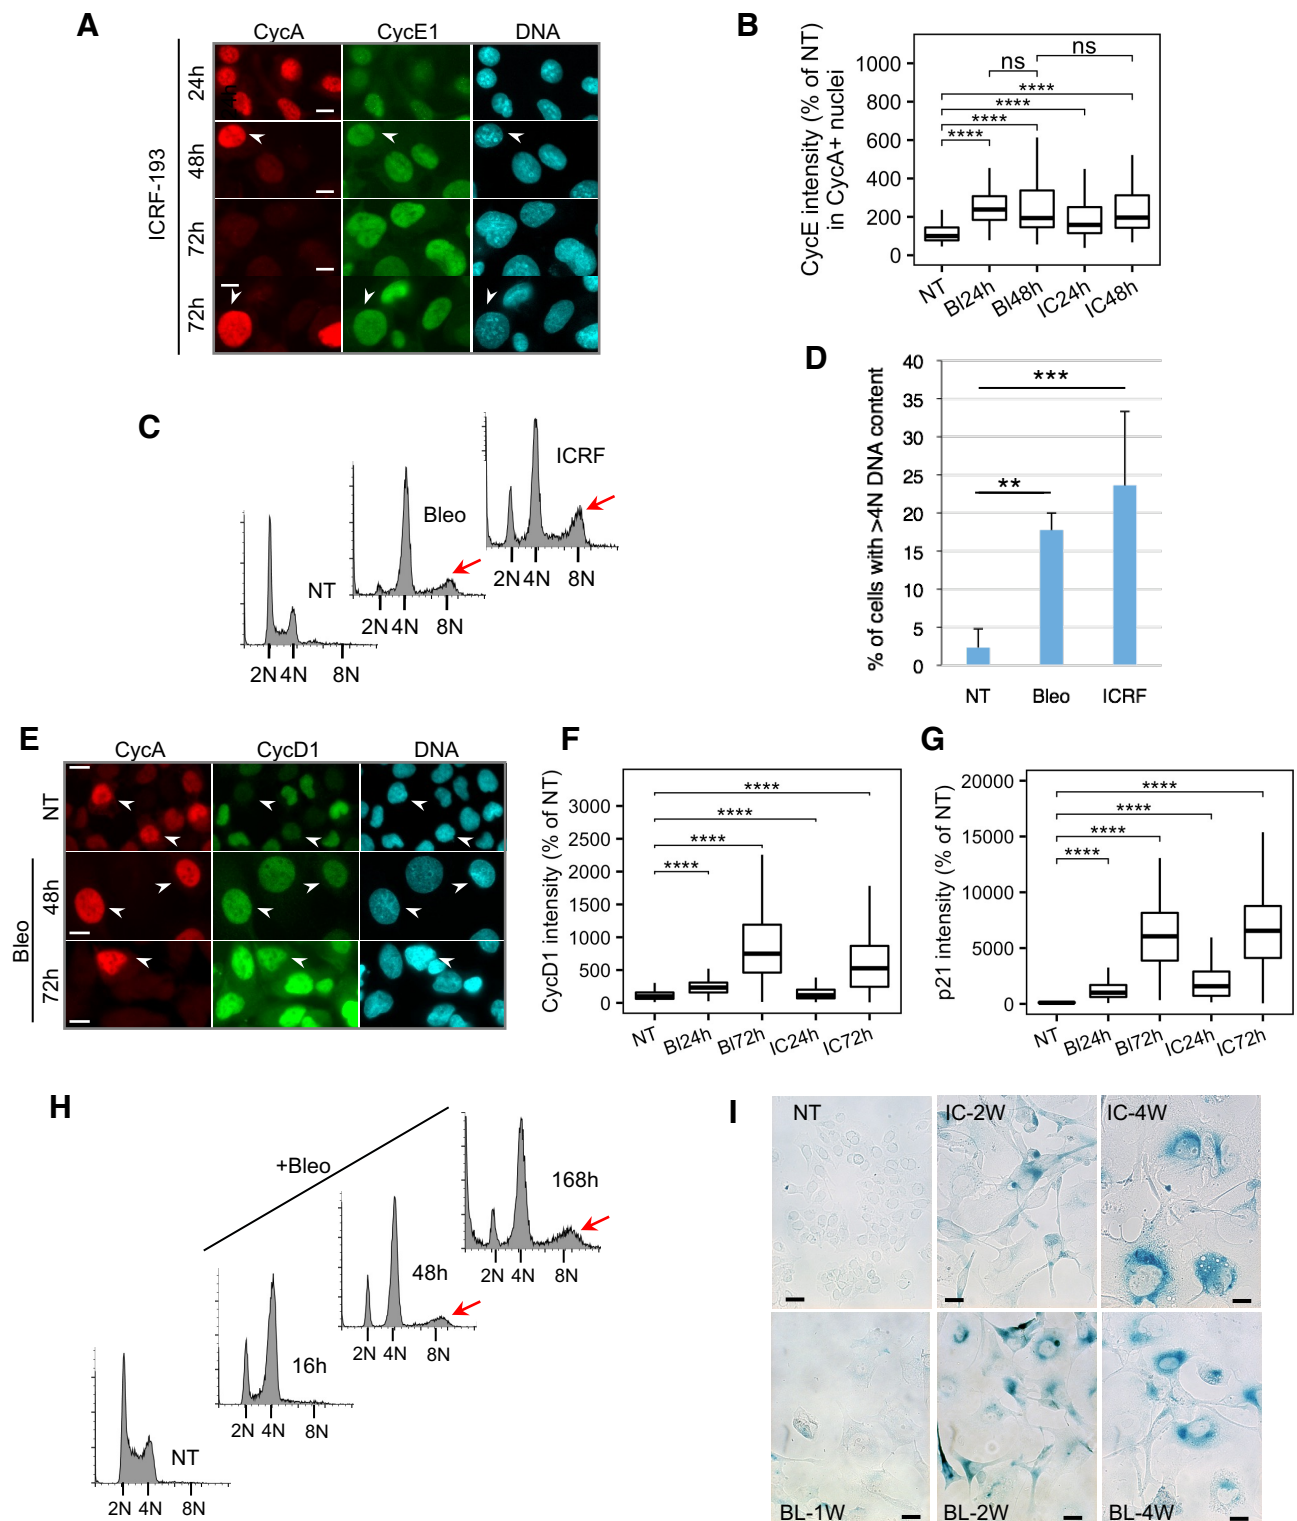 A
CycA CycE1 DNA
ICRF-193
24h
48h
72h
72h
B
CycE intensity (% of NT)
in CycA+ nuclei
1000
800
600
400
200
0
ns
ns
****
****
****
****
NT Bl24h Bl48h IC24h IC48h
C
NT
2N 4N 8N
Bleo
2N 4N 8N
ICRF
2N 4N 8N
D
% of cells with >4N DNA content
40
35
30
25
20
15
10
5
0
***
**
NT Bleo ICRF
E
CycA CycD1 DNA
NT
Bleo
48h
72h
F
CycD1 intensity (% of NT)
3000
2500
2000
1500
1000
500
0
****
****
****
****
NT Bl24h Bl72h IC24h IC72h
G
p21 intensity (% of NT)
20000
15000
10000
5000
0
****
****
****
****
NT Bl24h Bl72h IC24h IC72h
H
+Bleo
NT
2N 4N 8N
16h
2N 4N 8N
48h
2N 4N 8N
168h
2N 4N 8N
I
NT IC-2W IC-4W
BL-1W BL-2W BL-4W